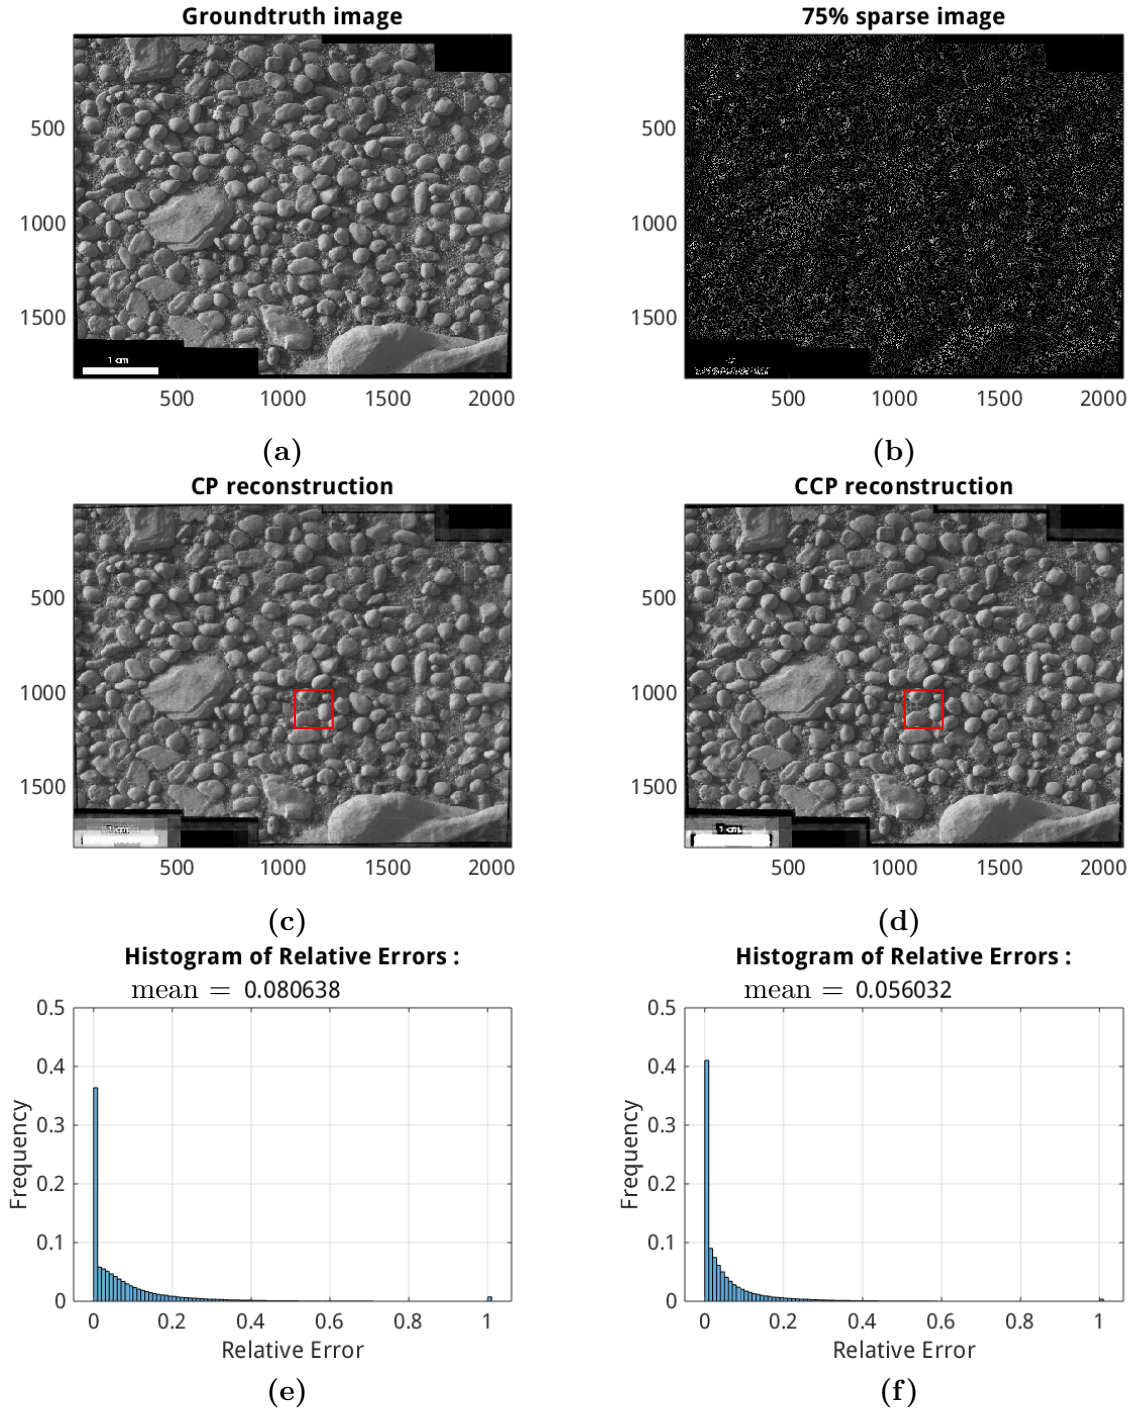 Groundtruth image
75% sparse image
500
1000
1500
1 cm
500
1000
1500
2000
500
1000
1500
500
1000
1500
2000
(a)
(b)
CP reconstruction
CCP reconstruction
500
1000
1500
500
1000
1500
2000
500
1000
1500
1 cm
500
1000
1500
2000
(c)
(d)
Histogram of Relative Errors :
mean = 0.080638
Histogram of Relative Errors :
mean = 0.056032
0.5
0.4
0.3
0.2
0.1
0
Frequency
0
0.2
0.4
0.6
0.8
1
Relative Error
0.5
0.4
0.3
0.2
0.1
0
Frequency
0
0.2
0.4
0.6
0.8
1
Relative Error
(e)
(f)